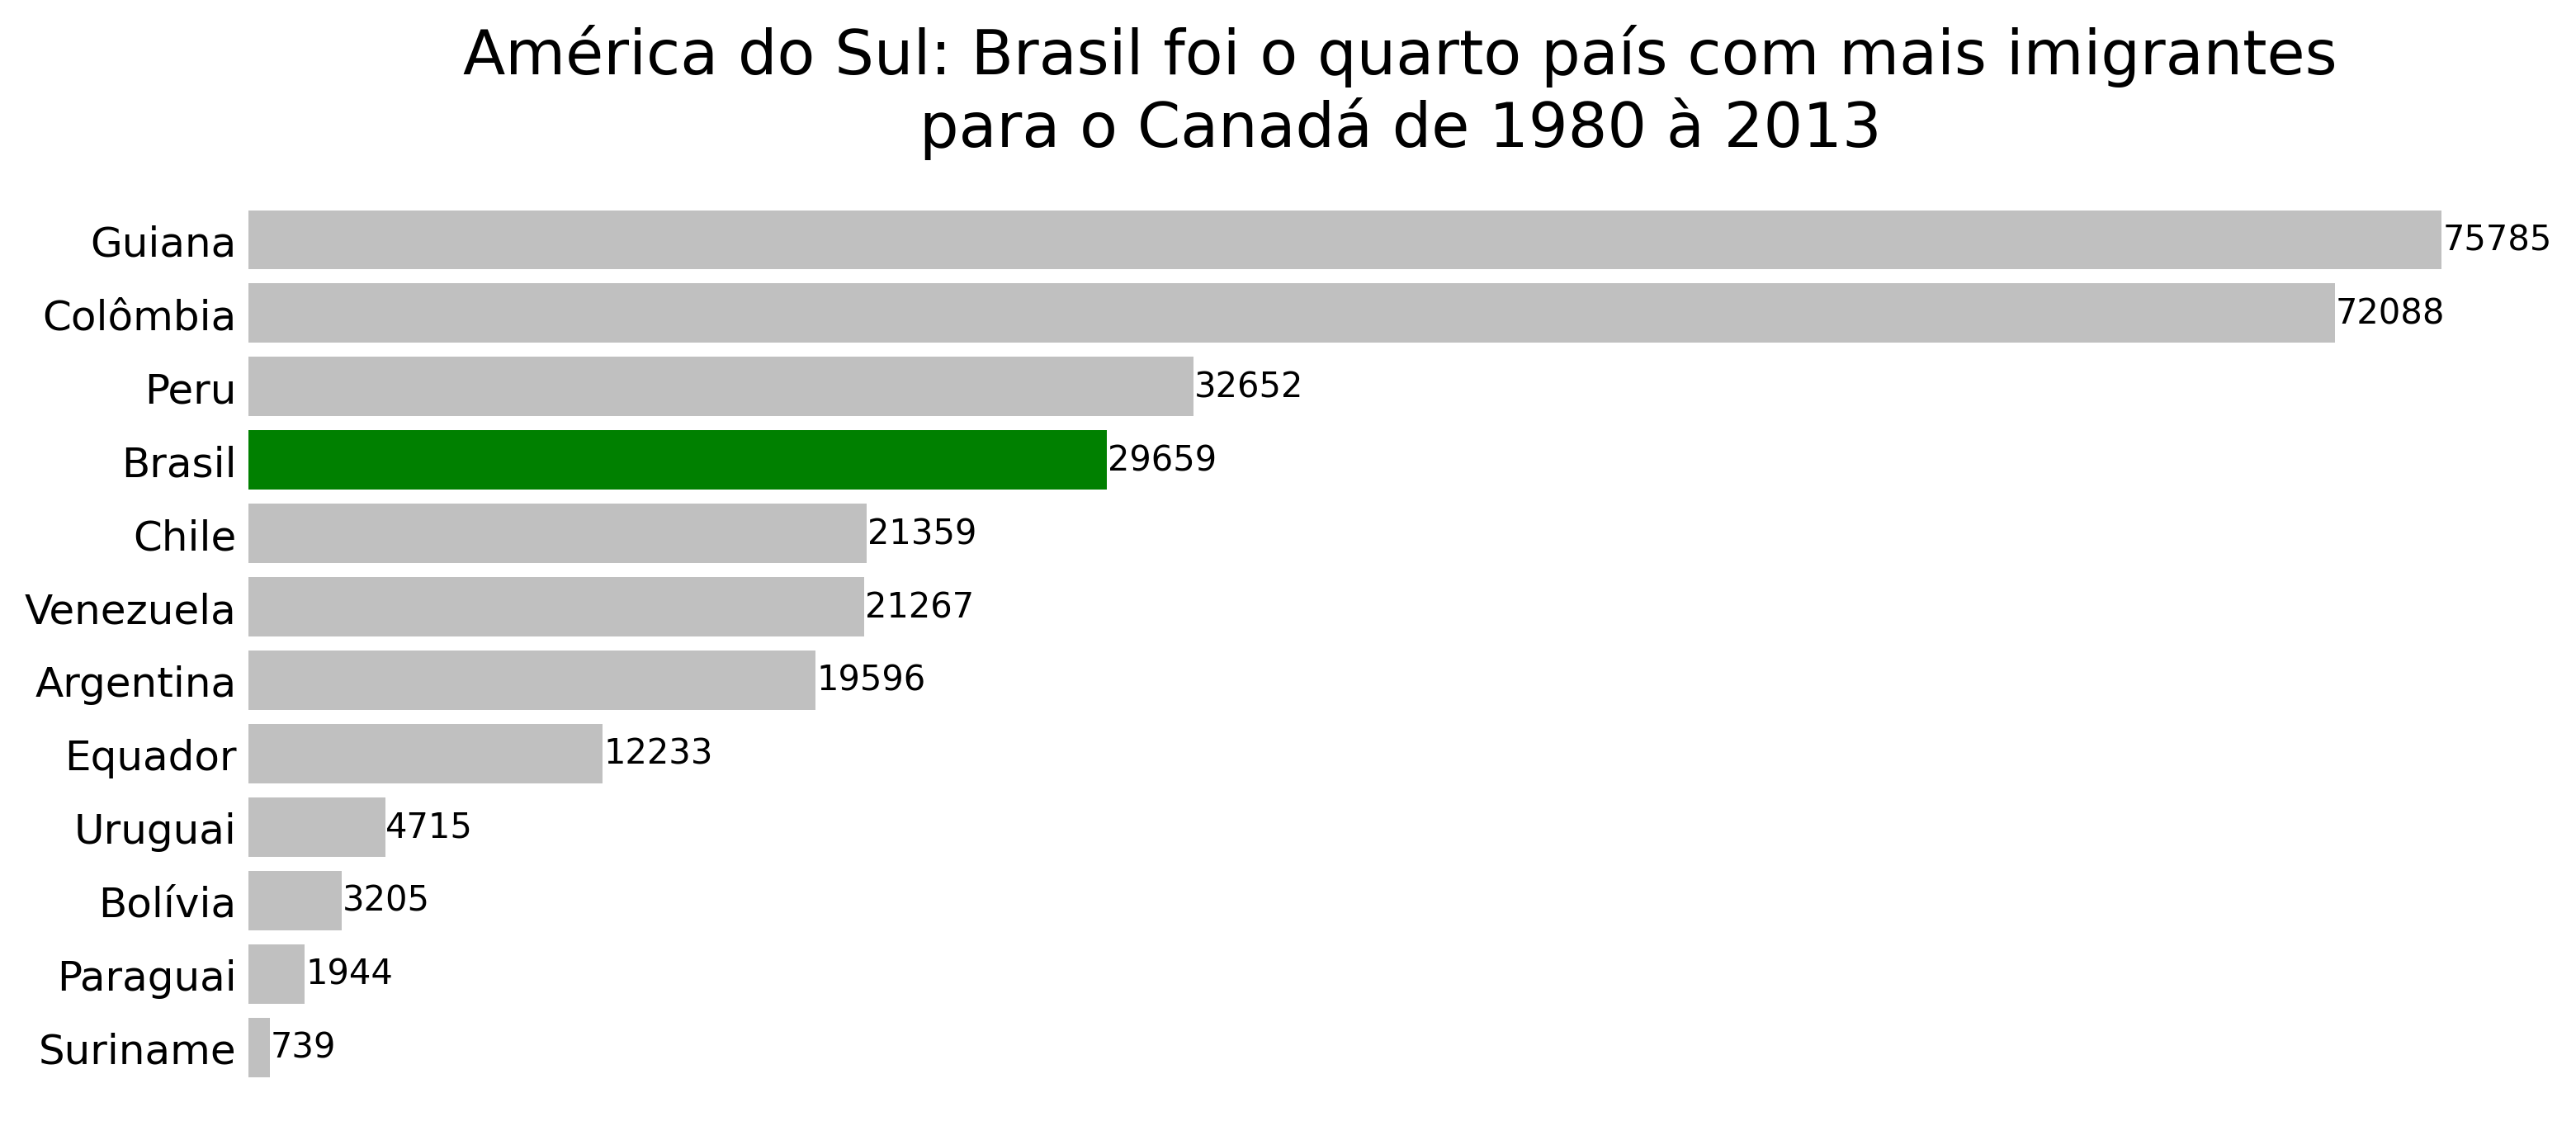 América do Sul: Brasil foi o quarto país com mais imigrantes
para o Canadá de 1980 à 2013
Guiana 75785
Colômbia 72088
Peru 32652
Brasil 29659
Chile 21359
Venezuela 21267
Argentina 19596
Equador 12233
Uruguai 4715
Bolívia 3205
Paraguai 1944
Suriname 739